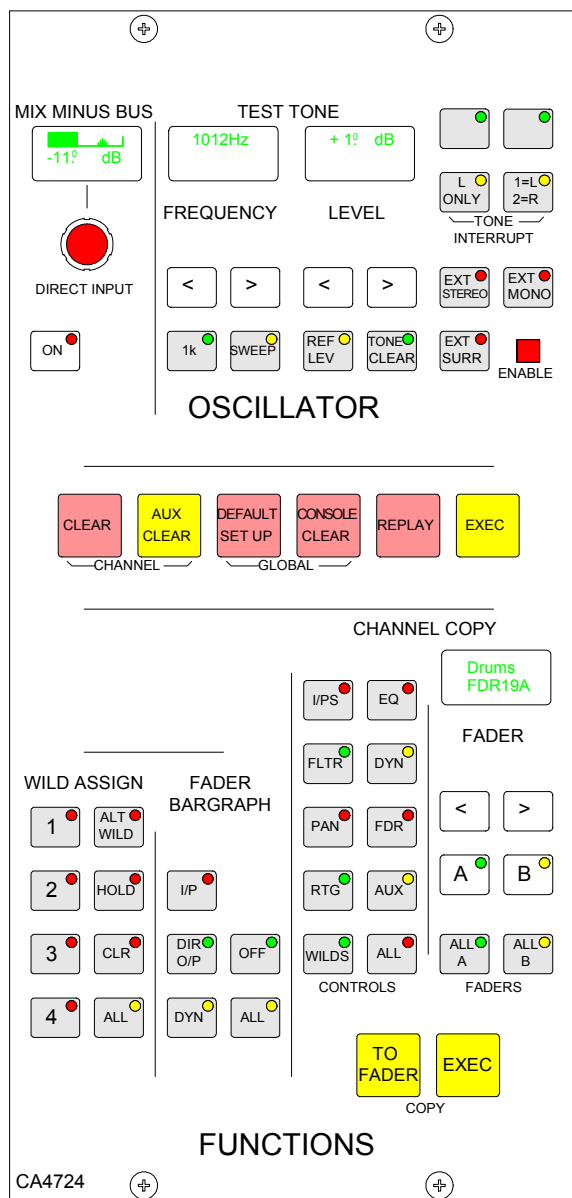 MIX MINUS BUS
TEST TONE
-11.0 dB
1012Hz
+ 1.0 dB
L ONLY
1=L 2=R
TONE INTERRUPT
FREQUENCY
LEVEL
DIRECT INPUT
<
>
<
>
EXT STEREO
EXT MONO
ON
1k
SWEEP
REF LEV
TONE CLEAR
EXT SURR
ENABLE
OSCILLATOR
CLEAR
AUX CLEAR
DEFAULT SET UP
CONSOLE CLEAR
REPLAY
EXEC
CHANNEL
GLOBAL
CHANNEL COPY
Drums
FDR19A
I/PS
EQ
FADER
FLTR
DYN
WILD ASSIGN
FADER BARGRAPH
<
>
1
ALT WILD
PAN
FDR
2
HOLD
I/P
RTG
AUX
A
B
3
CLR
DIR O/P
OFF
WILDS
ALL
ALL A
ALL B
CONTROLS
FADERS
4
ALL
DYN
ALL
TO FADER
EXEC
COPY
FUNCTIONS
CA4724